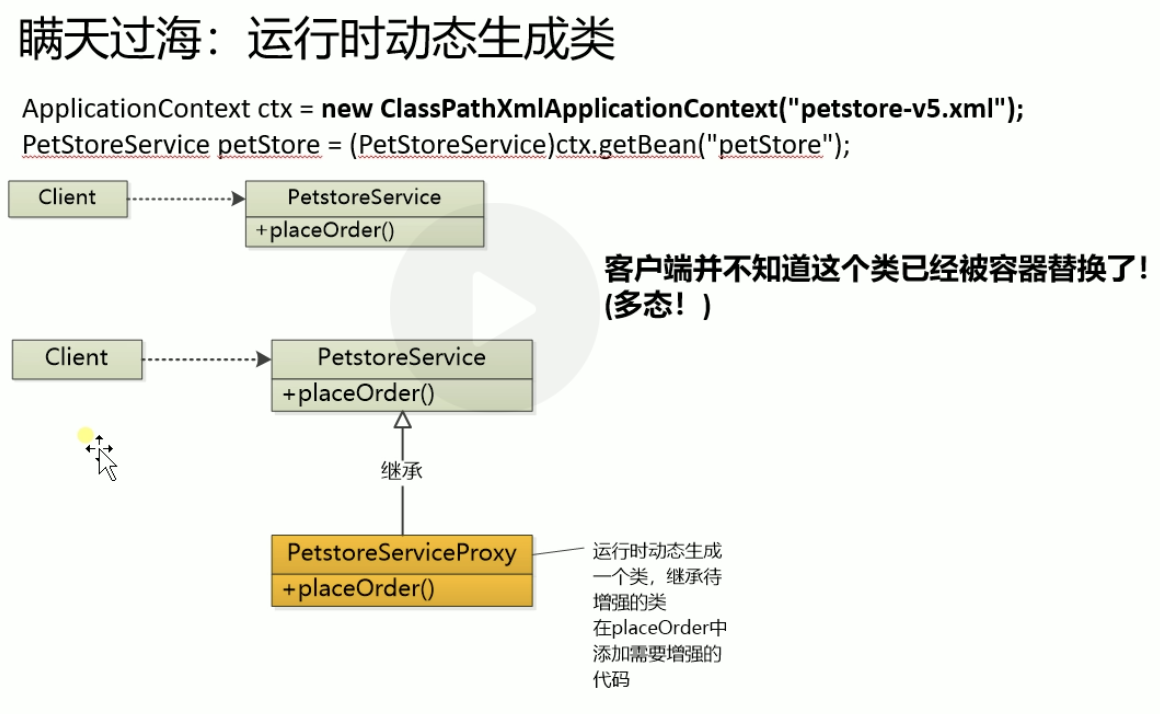 瞒天过海：运行时动态生成类
ApplicationContext ctx = new ClassPathXmlApplicationContext("petstore-v5.xml");
PetStoreService petStore = (PetStoreService)ctx.getBean("petStore");
Client
PetstoreService
+placeOrder()
客户端并不知道这个类已经被容器替换了！
(多态！)
Client
PetstoreService
+placeOrder()
继承
PetstoreServiceProxy
+placeOrder()
运行时动态生成
一个类，继承待
增强的类
在placeOrder中
添加需要增强的
代码